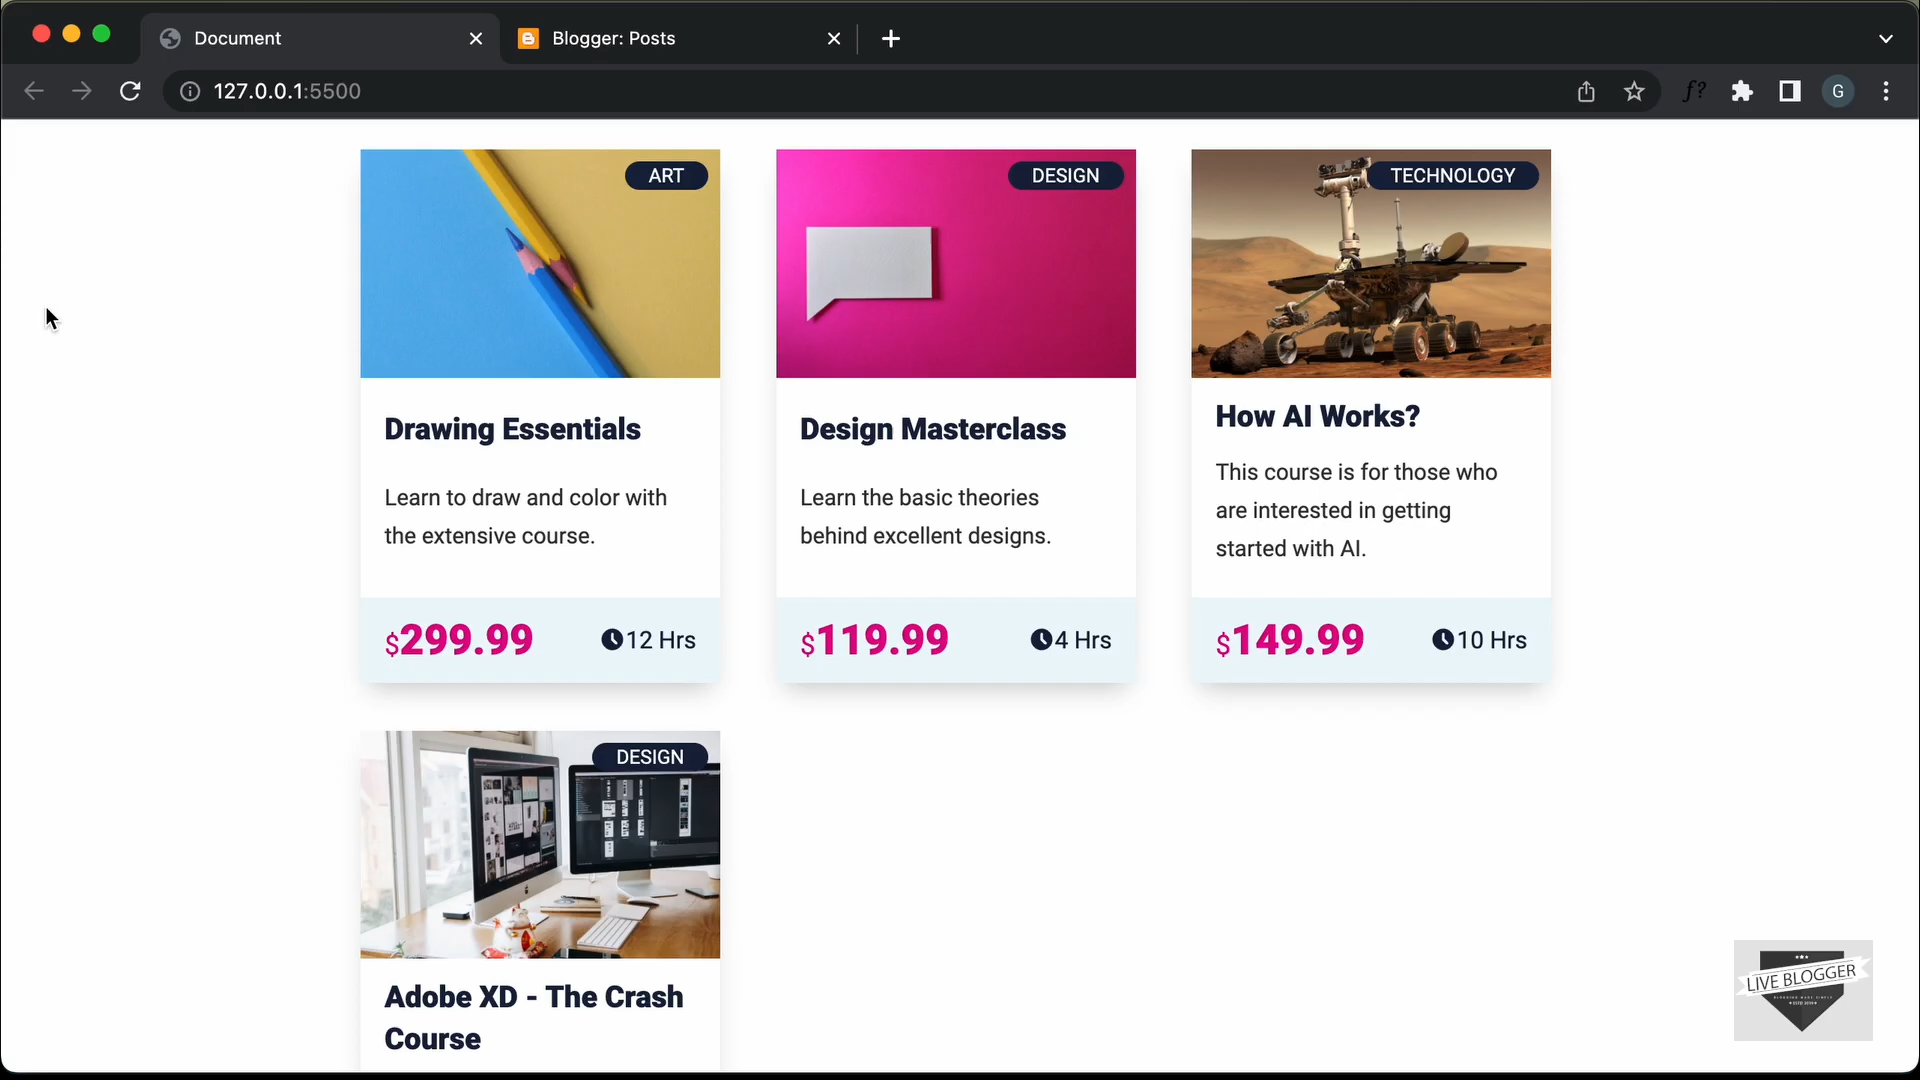 Document
Blogger: Posts
127.0.0.1:5500
f?
G
ART
DESIGN
TECHNOLOGY
Drawing Essentials
Learn to draw and color with
the extensive course.
$299.99
12 Hrs
Design Masterclass
Learn the basic theories
behind excellent designs.
$119.99
4 Hrs
How AI Works?
This course is for those who
are interested in getting
started with AI.
$149.99
10 Hrs
DESIGN
Adobe XD - The Crash
Course
LIVE BLOGGER
BLOGGING MADE SIMPLE